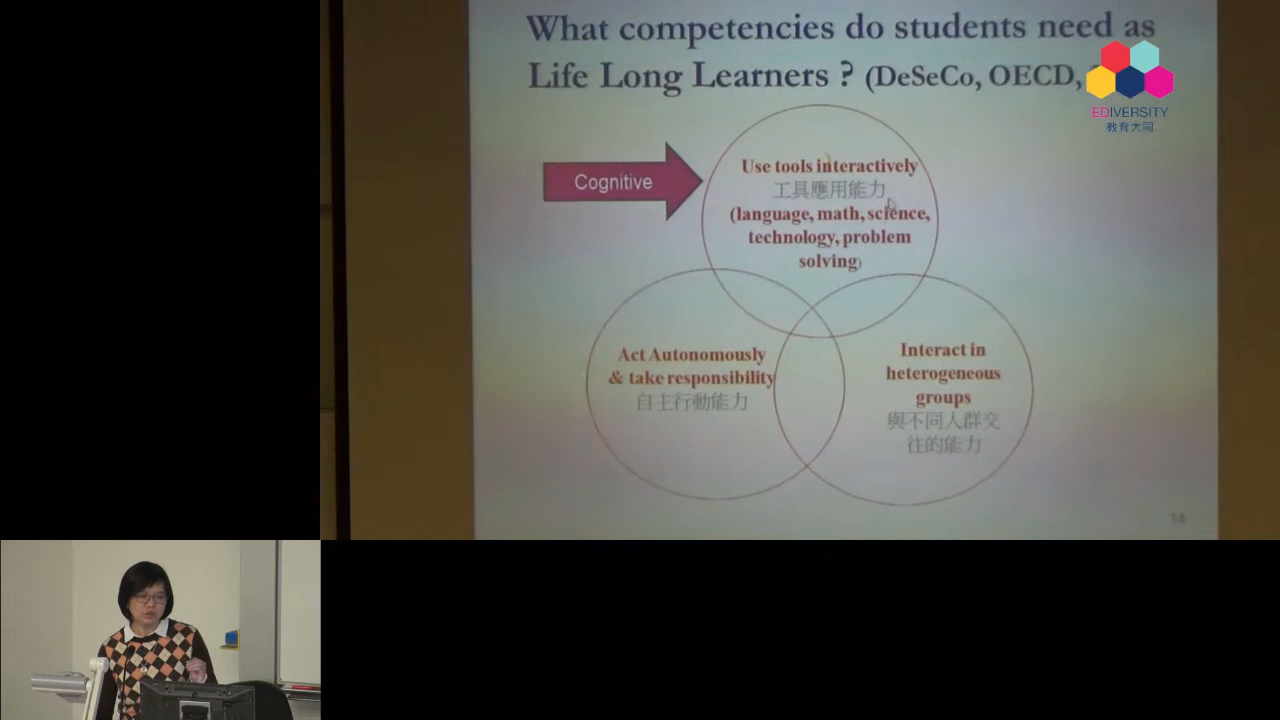 What competencies do students need as
Life Long Learners ? (DeSeCo, OECD,
EDIVERSITY
教育大同
Cognitive
Use tools interactively
工具應用能力
(language, math, science,
technology, problem
solving)
Act Autonomously
& take responsibility
自主行動能力
Interact in
heterogeneous
groups
與不同人群交
往的能力
14